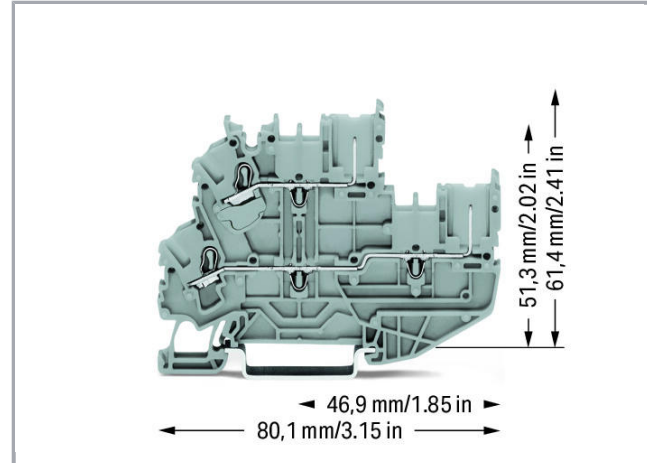 51,3 mm/2.02 in
61,4 mm/2.41 in
46,9 mm/1.85 in
80,1 mm/3.15 in